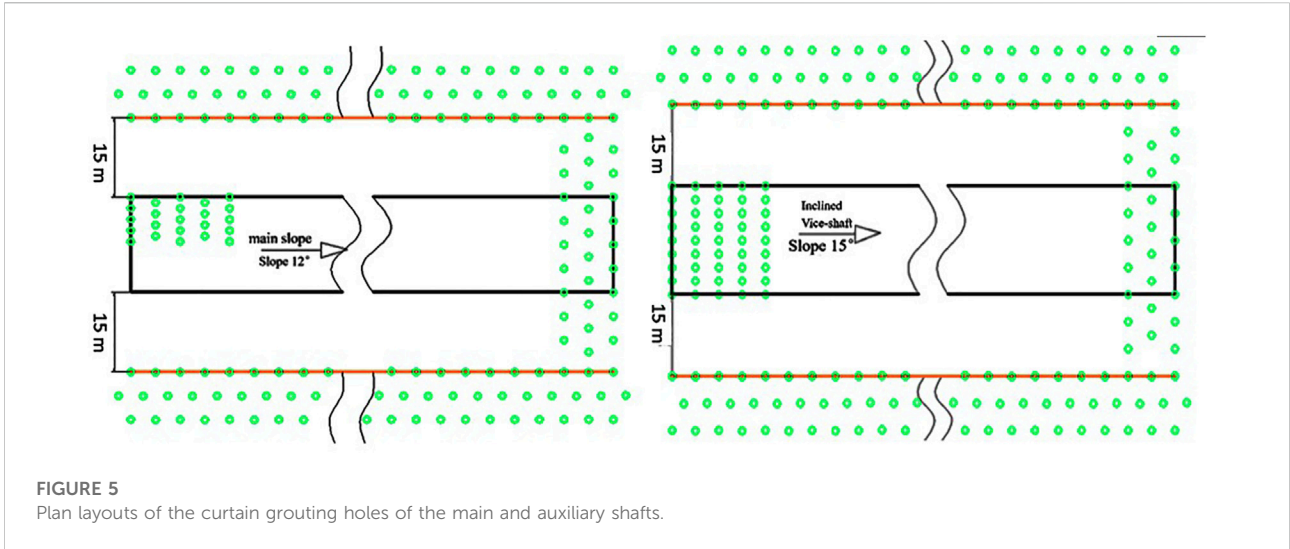 15 m
main slope
Slope 12°
15 m
15 m
Inclined
Vice-shaft
Slope 15°
15 m
FIGURE 5
Plan layouts of the curtain grouting holes of the main and auxiliary shafts.